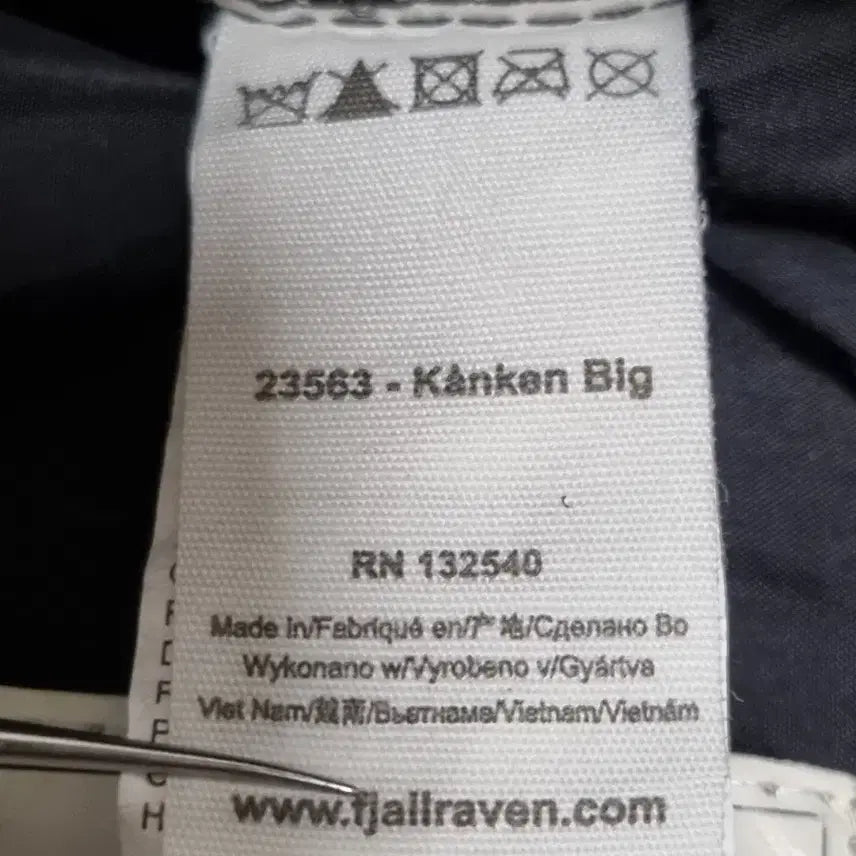 23563 - Kånken Big
RN 132540
Made in/Fabriqué en/产地/Сделано Во
Wykonano w/Vyrobeno v/Gyártva
Viet Nam/越南/Вьетнаме/Vietnam/Vietnám
www.fjallraven.com
H